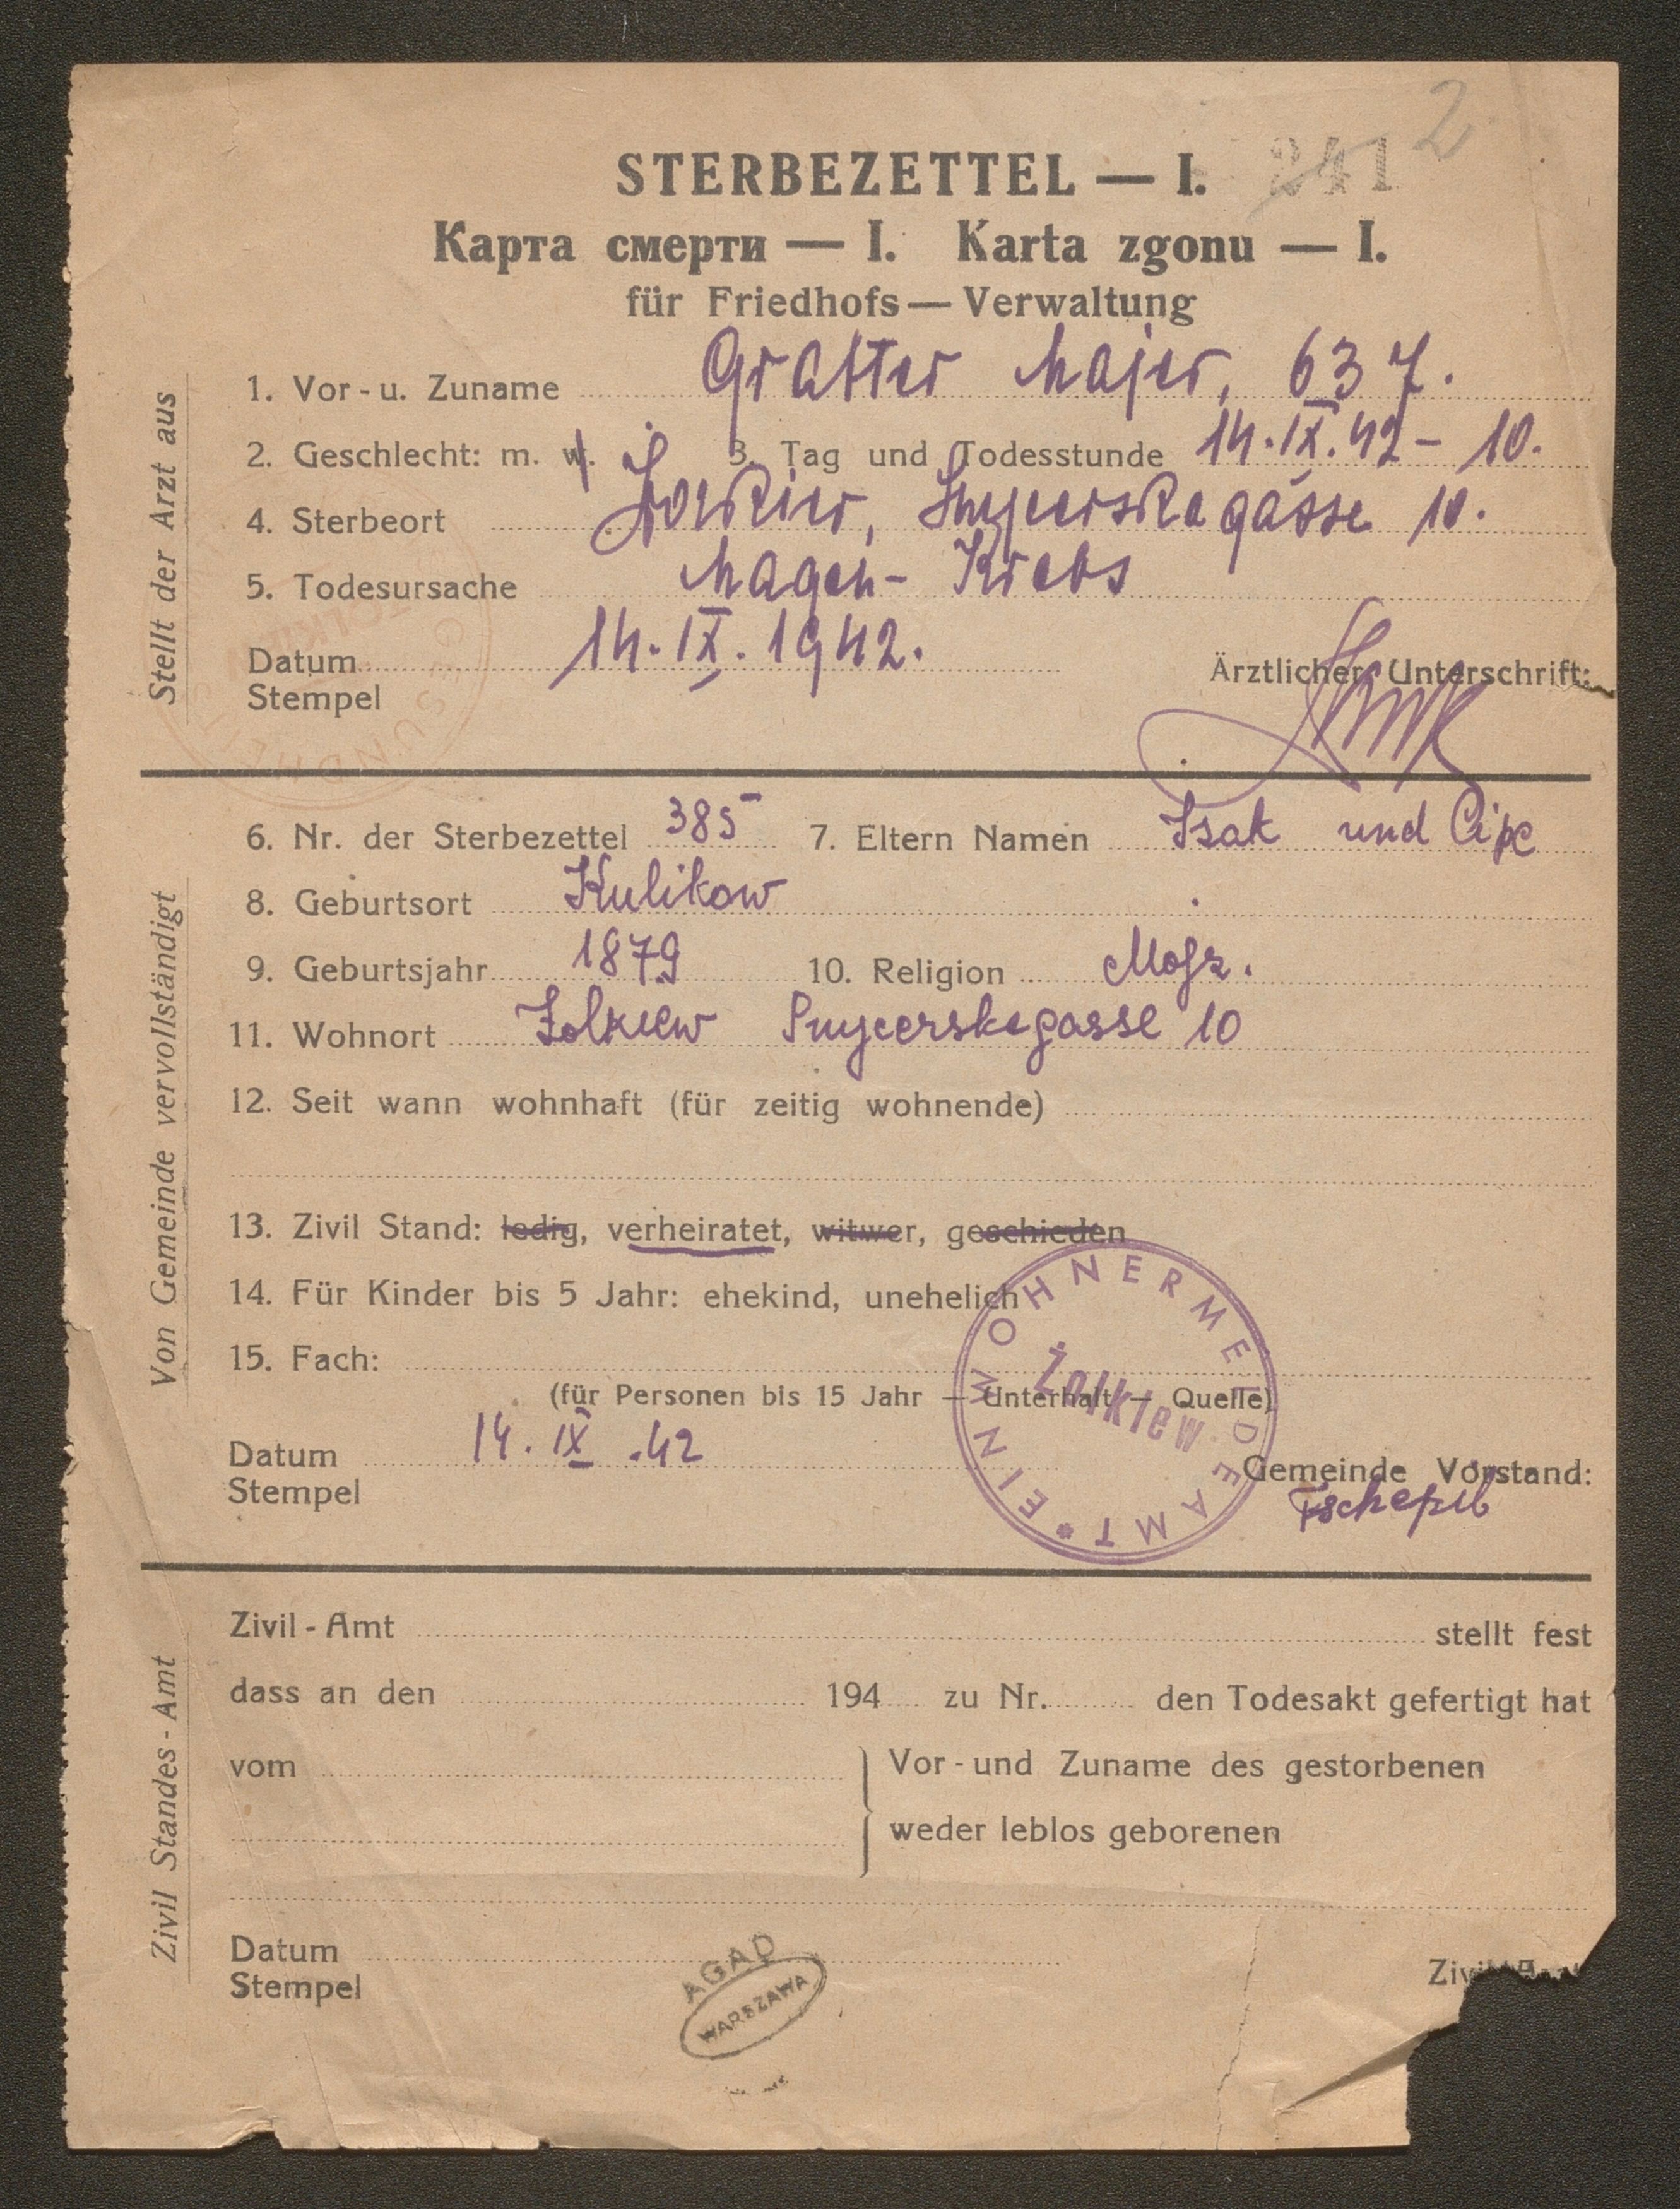 2
241
STERBEZETTEL — I.
Карта смерти — I. Karta zgonu — I.
für Friedhofs — Verwaltung
Stellt der Arzt aus
1. Vor - u. Zuname Gratter Majer, 63 J.
2. Geschlecht: m. w. 3. Tag und Todesstunde 14. IX. 42 – 10.
4. Sterbeort Żolkiew, gasse 10.
5. Todesursache Magen - Krebs
Datum 14. IX. 1942. Ärztlicher Unterschrift:
Stempel
Von Gemeinde vervollständigt
6. Nr. der Sterbezettel 385 7. Eltern Namen Isak und Cipe
8. Geburtsort Kulikow
9. Geburtsjahr 1879 10. Religion Mos.
11. Wohnort Zolkiew 10
12. Seit wann wohnhaft (für zeitig wohnende)
13. Zivil Stand: ledig, verheiratet, witwer, geschieden
14. Für Kinder bis 5 Jahr: ehekind, unehelich
15. Fach:
(für Personen bis 15 Jahr — Unterhalt — Quelle)
EINWOHNERMELDEAMT *
Żolkiew
Datum 14. IX. 42 Gemeinde Vorstand:
Stempel
Zivil Standes - Amt
Zivil - Amt stellt fest
dass an den 194 zu Nr. den Todesakt gefertigt hat
vom Vor - und Zuname des gestorbenen
weder leblos geborenen
Datum
Stempel
AGAD
WARSZAWA